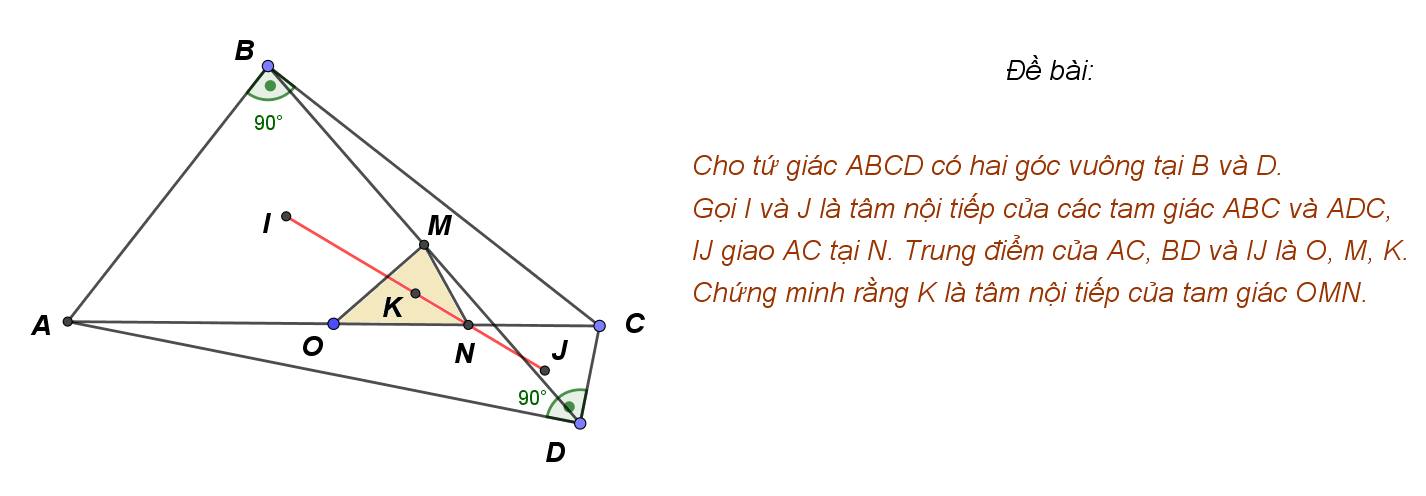 Đề bài:
Cho tứ giác ABCD có hai góc vuông tại B và D.
Gọi I và J là tâm nội tiếp của các tam giác ABC và ADC,
IJ giao AC tại N. Trung điểm của AC, BD và IJ là O, M, K.
Chứng minh rằng K là tâm nội tiếp của tam giác OMN.
B
90°
I
M
K
A
O
N
J
C
90°
D